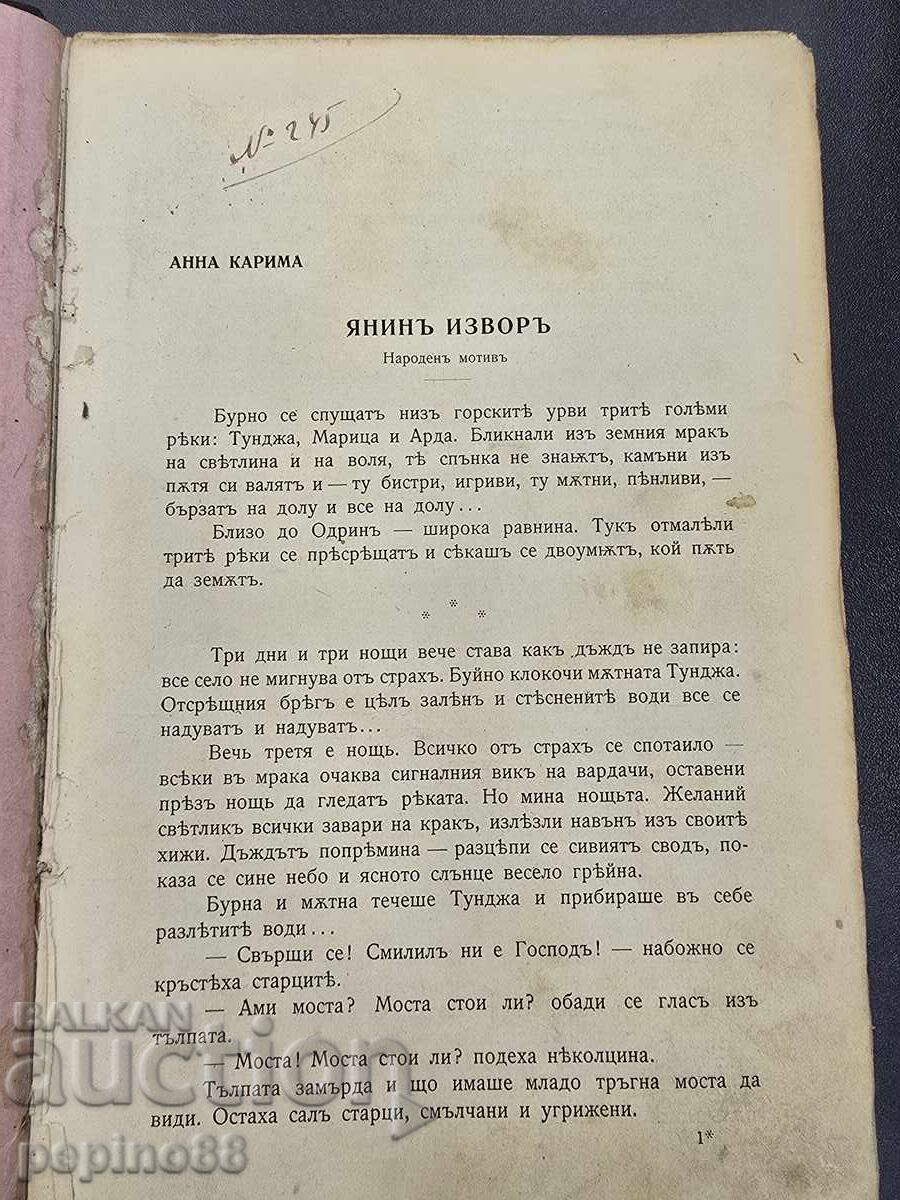 № 245
АННА КАРИМА
ЯНИНЪ ИЗВОРЪ
Народенъ мотивъ
Бурно се спущатъ низъ горскитѣ урви тритѣ голѣми
рѣки: Тунджа, Марица и Арда. Бликнали изъ земния мракъ
на свѣтлина и на воля, тѣ спънка не знаѭтъ, камъни изъ
пѫтя си валятъ и — ту бистри, игриви, ту мѫтни, пѣнливи, —
бързатъ на долу и все на долу...
Близо до Одринъ — широка равнина. Тукъ отмалѣли
тритѣ рѣки се прѣсрѣщатъ и сѣкашъ се двоумѭтъ, кой пѫть
да земѫтъ.
* * *
Три дни и три нощи вече става какъ дъждъ не запира:
все село не мигнува отъ страхъ. Буйно клокочи мѫтната Тунджа.
Отсрѣщния брѣгъ е цѣлъ залѣнъ и стѣсненитѣ води все се
надуватъ и надуватъ...
Вечь третя е нощь. Всичко отъ страхъ се спотаило —
всѣки въ мрака очаква сигналния викъ на вардачи, оставени
прѣзъ нощь да гледатъ рѣката. Но мина нощьта. Желаний
свѣтликъ всички завари на кракъ, излѣзли навънъ изъ своитѣ
хижи. Дъждътъ попрѣмина — разцѣпи се сивиятъ сводъ, по-
каза се сине небо и ясното слънце весело грѣйна.
Бурна и мѫтна течеше Тунджа и прибираше въ себе
разлѣтитѣ води...
— Свърши се! Смилилъ ни е Господъ! — набожно се
кръстѣха старцитѣ.
— Ами моста? Моста стои ли? обади се гласъ изъ
тълпата.
— Моста! Моста стои ли? подеха нѣколцина.
Тълпата замърда и що имаше младо тръгна моста да
види. Остаха салъ старци, смълчани и угрижени.
1*
BALKAN
auction
pepino88